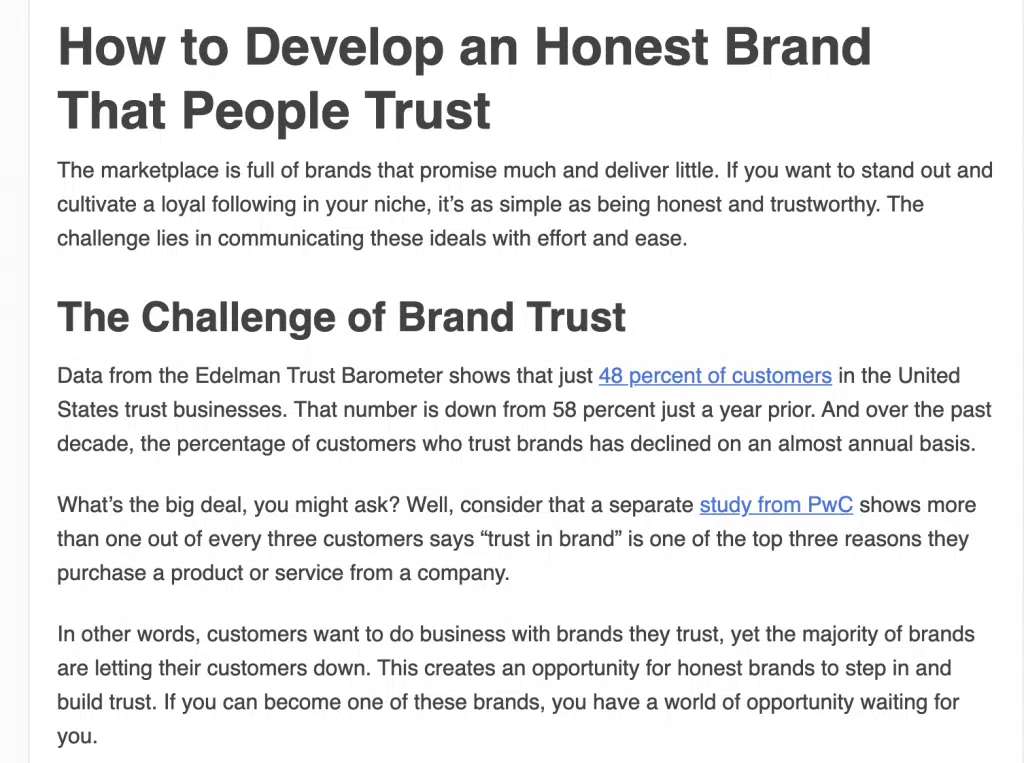 How to Develop an Honest Brand
That People Trust
The marketplace is full of brands that promise much and deliver little. If you want to stand out and
cultivate a loyal following in your niche, it’s as simple as being honest and trustworthy. The
challenge lies in communicating these ideals with effort and ease.
The Challenge of Brand Trust
Data from the Edelman Trust Barometer shows that just 48 percent of customers in the United
States trust businesses. That number is down from 58 percent just a year prior. And over the past
decade, the percentage of customers who trust brands has declined on an almost annual basis.
What’s the big deal, you might ask? Well, consider that a separate study from PwC shows more
than one out of every three customers says “trust in brand” is one of the top three reasons they
purchase a product or service from a company.
In other words, customers want to do business with brands they trust, yet the majority of brands
are letting their customers down. This creates an opportunity for honest brands to step in and
build trust. If you can become one of these brands, you have a world of opportunity waiting for
you.